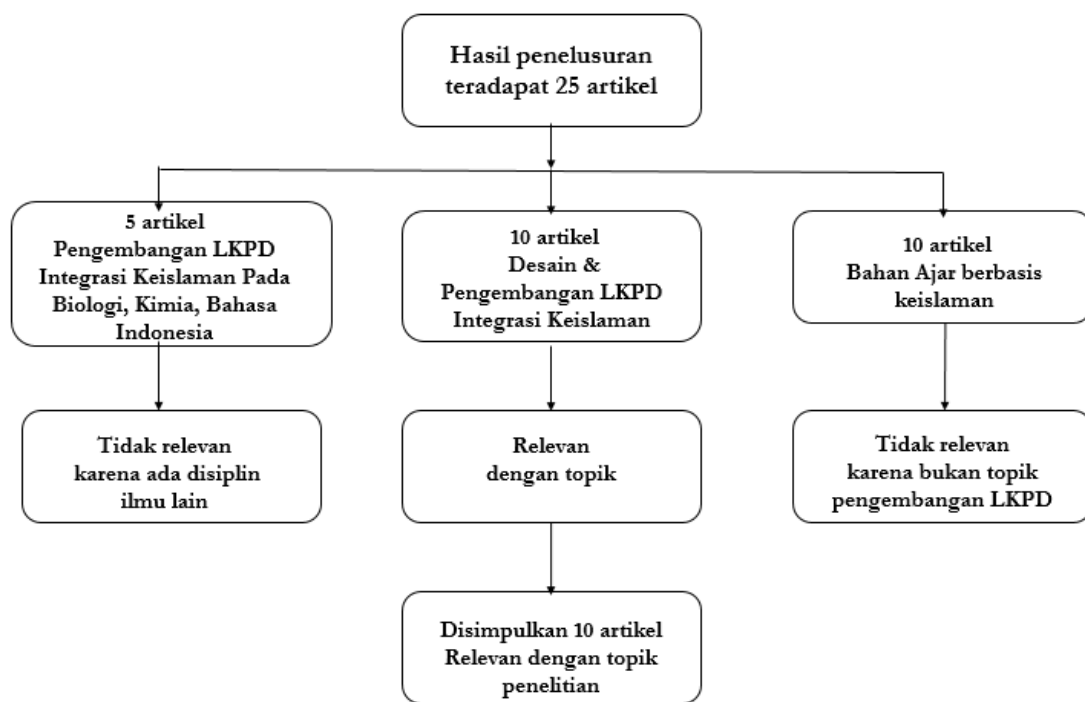 Hasil penelusuran
teradapat 25 artikel
5 artikel
Pengembangan LKPD
Integrasi Keislaman Pada
Biologi, Kimia, Bahasa
Indonesia
10 artikel
Desain &
Pengembangan LKPD
Integrasi Keislaman
10 artikel
Bahan Ajar berbasis
keislaman
Tidak relevan
karena ada disiplin
ilmu lain
Relevan
dengan topik
Tidak relevan
karena bukan topik
pengembangan LKPD
Disimpulkan 10 artikel
Relevan dengan topik
penelitian